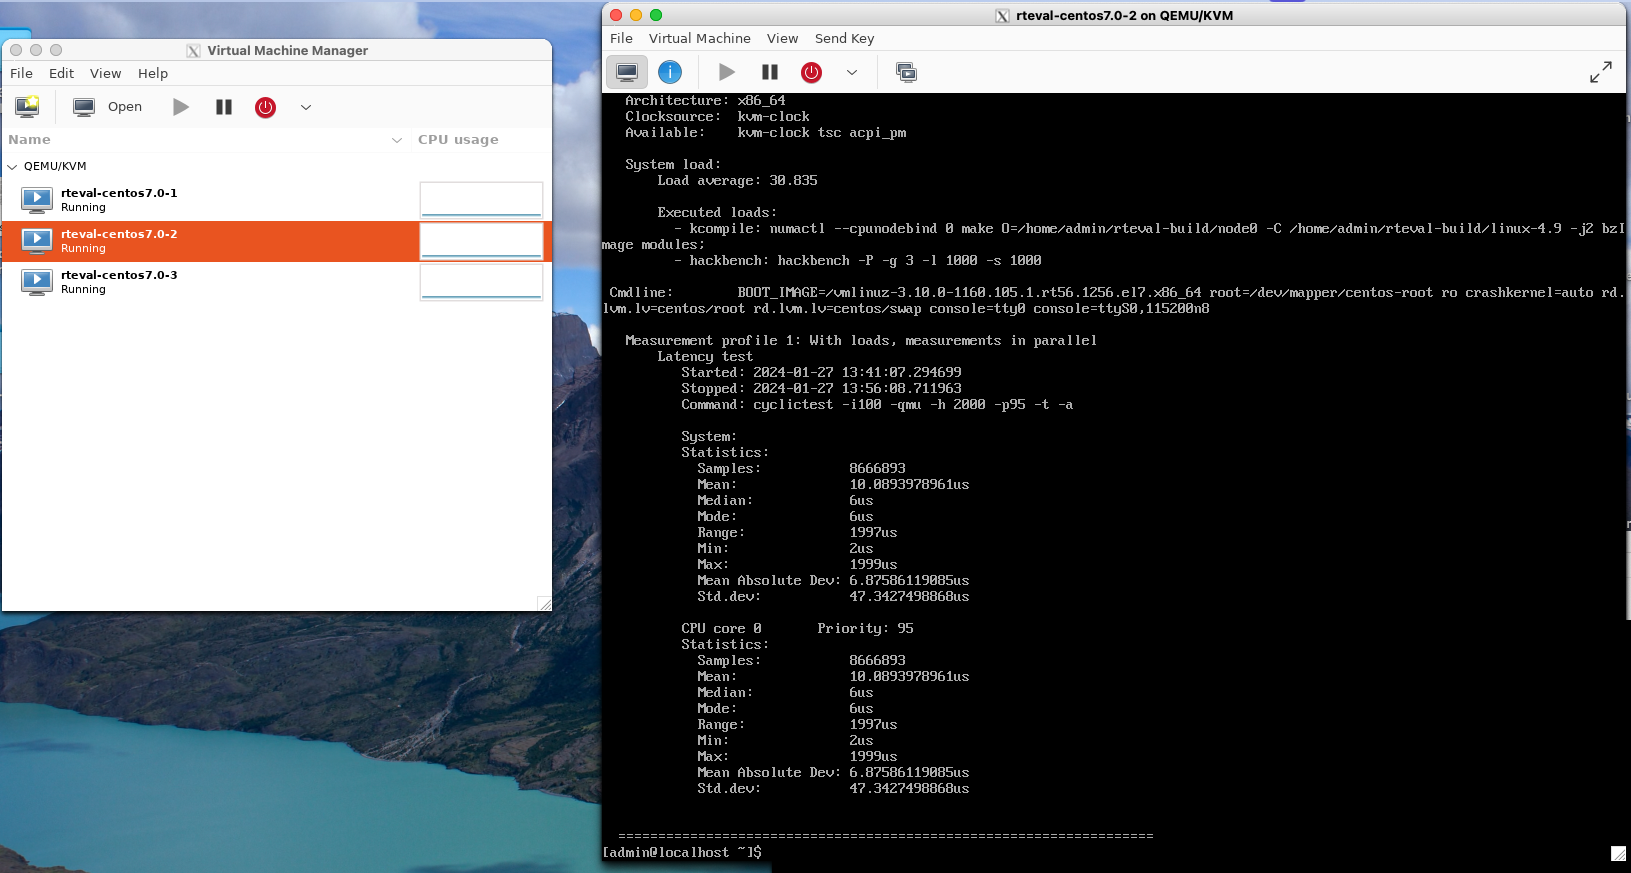 Virtual Machine Manager
File Edit View Help
Open
Name CPU usage
QEMU/KVM
rteval-centos7.0-1
Running
rteval-centos7.0-2
Running
rteval-centos7.0-3
Running
rteval-centos7.0-2 on QEMU/KVM
File Virtual Machine View Send Key
Architecture: x86_64
Clocksource: kvm-clock
Available: kvm-clock tsc acpi_pm
System load:
Load average: 30.835
Executed loads:
- kcompile: numactl --cpunodebind 0 make O=/home/admin/rteval-build/node0 -C /home/admin/rteval-build/linux-4.9 -j2 bzI
mage modules;
- hackbench: hackbench -P -g 3 -l 1000 -s 1000
Cmdline: BOOT_IMAGE=/vmlinuz-3.10.0-1160.105.1.rt56.1256.el7.x86_64 root=/dev/mapper/centos-root ro crashkernel=auto rd.
lvm.lv=centos/root rd.lvm.lv=centos/swap console=tty0 console=ttyS0,115200n8
Measurement profile 1: With loads, measurements in parallel
Latency test
Started: 2024-01-27 13:41:07.294699
Stopped: 2024-01-27 13:56:08.711963
Command: cyclictest -i100 -qmu -h 2000 -p95 -t -a
System:
Statistics:
Samples: 8666893
Mean: 10.0893978961us
Median: 6us
Mode: 6us
Range: 1997us
Min: 2us
Max: 1999us
Mean Absolute Dev: 6.87586119085us
Std.dev: 47.3427498868us
CPU core 0 Priority: 95
Statistics:
Samples: 8666893
Mean: 10.0893978961us
Median: 6us
Mode: 6us
Range: 1997us
Min: 2us
Max: 1999us
Mean Absolute Dev: 6.87586119085us
Std.dev: 47.3427498868us
===================================================================
[admin@localhost ~]$